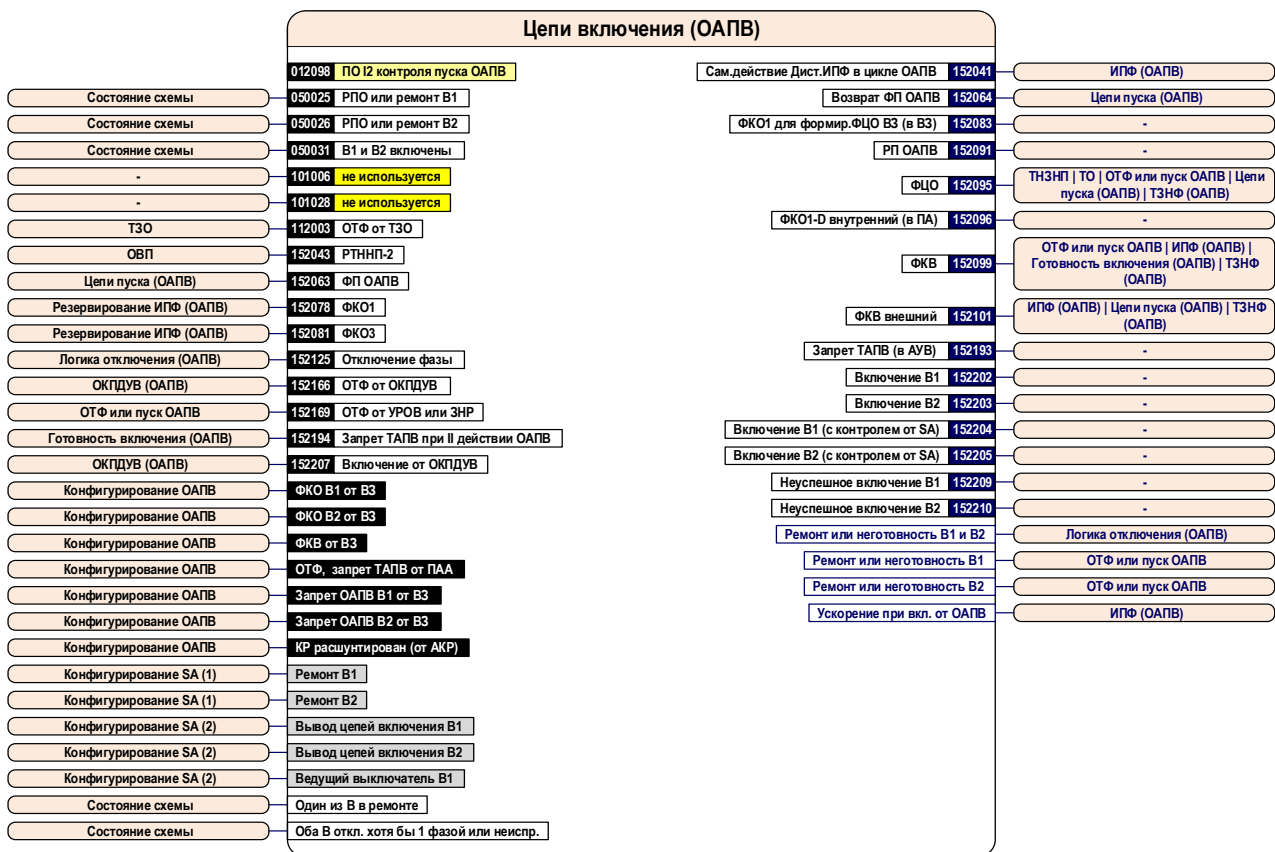 Цепи включения (ОАПВ)
012098 ПО I2 контроля пуска ОАПВ
Состояние схемы 050025 РПО или ремонт В1
Состояние схемы 050026 РПО или ремонт В2
Состояние схемы 050031 В1 и В2 включены
- 101006 не используется
- 101028 не используется
ТЗО 112003 ОТФ от ТЗО
ОВП 152043 РТННП-2
Цепи пуска (ОАПВ) 152063 ФП ОАПВ
Резервирование ИПФ (ОАПВ) 152078 ФКО1
Резервирование ИПФ (ОАПВ) 152081 ФКО3
Логика отключения (ОАПВ) 152125 Отключение фазы
ОКПДУВ (ОАПВ) 152166 ОТФ от ОКПДУВ
ОТФ или пуск ОАПВ 152169 ОТФ от УРОВ или ЗНР
Готовность включения (ОАПВ) 152194 Запрет ТАПВ при II действии ОАПВ
ОКПДУВ (ОАПВ) 152207 Включение от ОКПДУВ
Конфигурирование ОАПВ ФКО В1 от ВЗ
Конфигурирование ОАПВ ФКО В2 от ВЗ
Конфигурирование ОАПВ ФКВ от ВЗ
Конфигурирование ОАПВ ОТФ, запрет ТАПВ от ПАА
Конфигурирование ОАПВ Запрет ОАПВ В1 от ВЗ
Конфигурирование ОАПВ Запрет ОАПВ В2 от ВЗ
Конфигурирование ОАПВ КР расшунтирован (от АКР)
Конфигурирование SA (1) Ремонт В1
Конфигурирование SA (1) Ремонт В2
Конфигурирование SA (2) Вывод цепей включения В1
Конфигурирование SA (2) Вывод цепей включения В2
Конфигурирование SA (2) Ведущий выключатель В1
Состояние схемы Один из В в ремонте
Состояние схемы Оба В откл. хотя бы 1 фазой или неиспр.
Сам.действие Дист.ИПФ в цикле ОАПВ 152041 ИПФ (ОАПВ)
Возврат ФП ОАПВ 152064 Цепи пуска (ОАПВ)
ФКО1 для формир.ФЦО ВЗ (в ВЗ) 152083 -
РП ОАПВ 152091 -
ФЦО 152095 ТНЗНП | ТО | ОТФ или пуск ОАПВ | Цепи
пуска (ОАПВ) | ТЗНФ (ОАПВ)
ФКО1-D внутренний (в ПА) 152096 -
ФКВ 152099 ОТФ или пуск ОАПВ | ИПФ (ОАПВ) |
Готовность включения (ОАПВ) | ТЗНФ
(ОАПВ)
ФКВ внешний 152101 ИПФ (ОАПВ) | Цепи пуска (ОАПВ) | ТЗНФ
(ОАПВ)
Запрет ТАПВ (в АУВ) 152193 -
Включение В1 152202 -
Включение В2 152203 -
Включение В1 (с контролем от SA) 152204 -
Включение В2 (с контролем от SA) 152205 -
Неуспешное включение В1 152209 -
Неуспешное включение В2 152210 -
Ремонт или неготовность В1 и В2 Логика отключения (ОАПВ)
Ремонт или неготовность В1 ОТФ или пуск ОАПВ
Ремонт или неготовность В2 ОТФ или пуск ОАПВ
Ускорение при вкл. от ОАПВ ИПФ (ОАПВ)